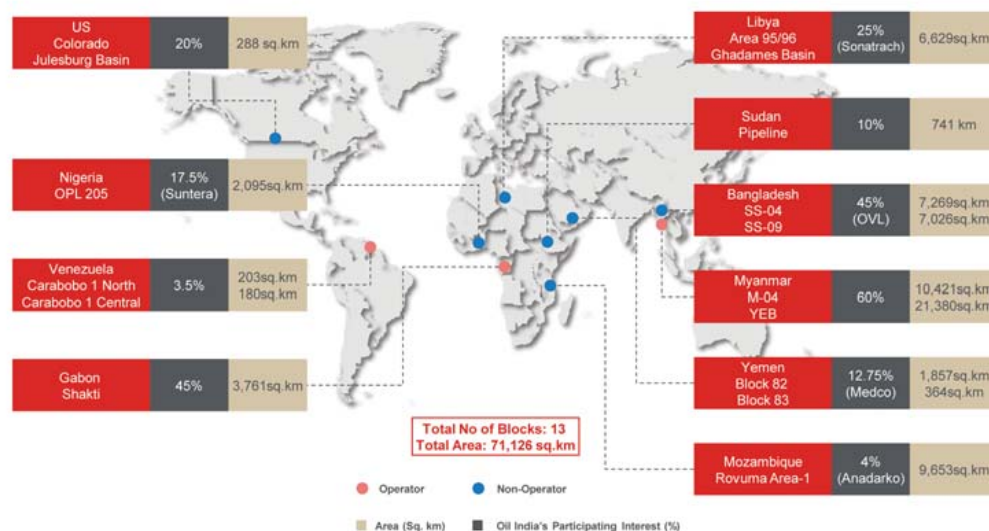 US
Colorado
Julesburg Basin
20%
288 sq.km
Nigeria
OPL 205
17.5%
(Suntera)
2,095sq.km
Venezuela
Carabobo 1 North
Carabobo 1 Central
3.5%
203sq.km
180sq.km
Gabon
Shakti
45%
3,761sq.km
Libya
Area 95/96
Ghadames Basin
25%
(Sonatrach)
6,629sq.km
Sudan
Pipeline
10%
741 km
Bangladesh
SS-04
SS-09
45%
(OVL)
7,269sq.km
7,026sq.km
Myanmar
M-04
YEB
60%
10,421sq.km
21,380sq.km
Yemen
Block 82
Block 83
12.75%
(Medco)
1,857sq.km
364sq.km
Mozambique
Rovuma Area-1
4%
(Anadarko)
9,653sq.km
Total No of Blocks: 13
Total Area: 71,126 sq.km
Operator
Non-Operator
Area (Sq. km)
Oil India's Participating Interest (%)